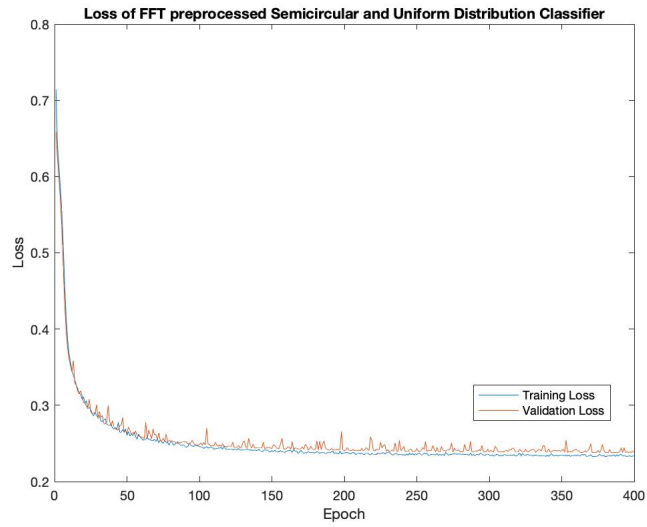 Loss of FFT preprocessed Semicircular and Uniform Distribution Classifier
0.8
0.7
0.6
0.5
0.4
0.3
0.2
Loss
Training Loss
Validation Loss
0 50 100 150 200 250 300 350 400
Epoch